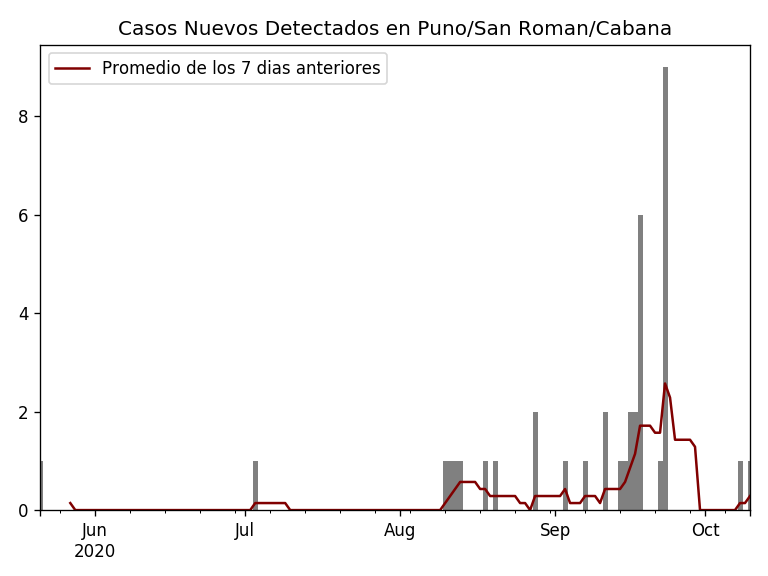 Casos Nuevos Detectados en Puno/San Roman/Cabana
Promedio de los 7 dias anteriores
8
6
4
2
0
Jun
2020
Jul
Aug
Sep
Oct